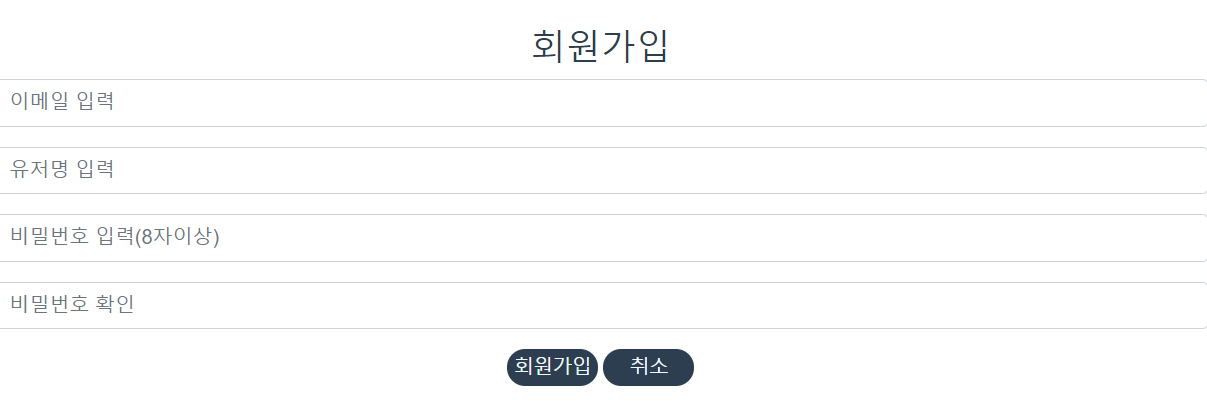 회원가입
이메일 입력
유저명 입력
비밀번호 입력(8자이상)
비밀번호 확인
회원가입 취소